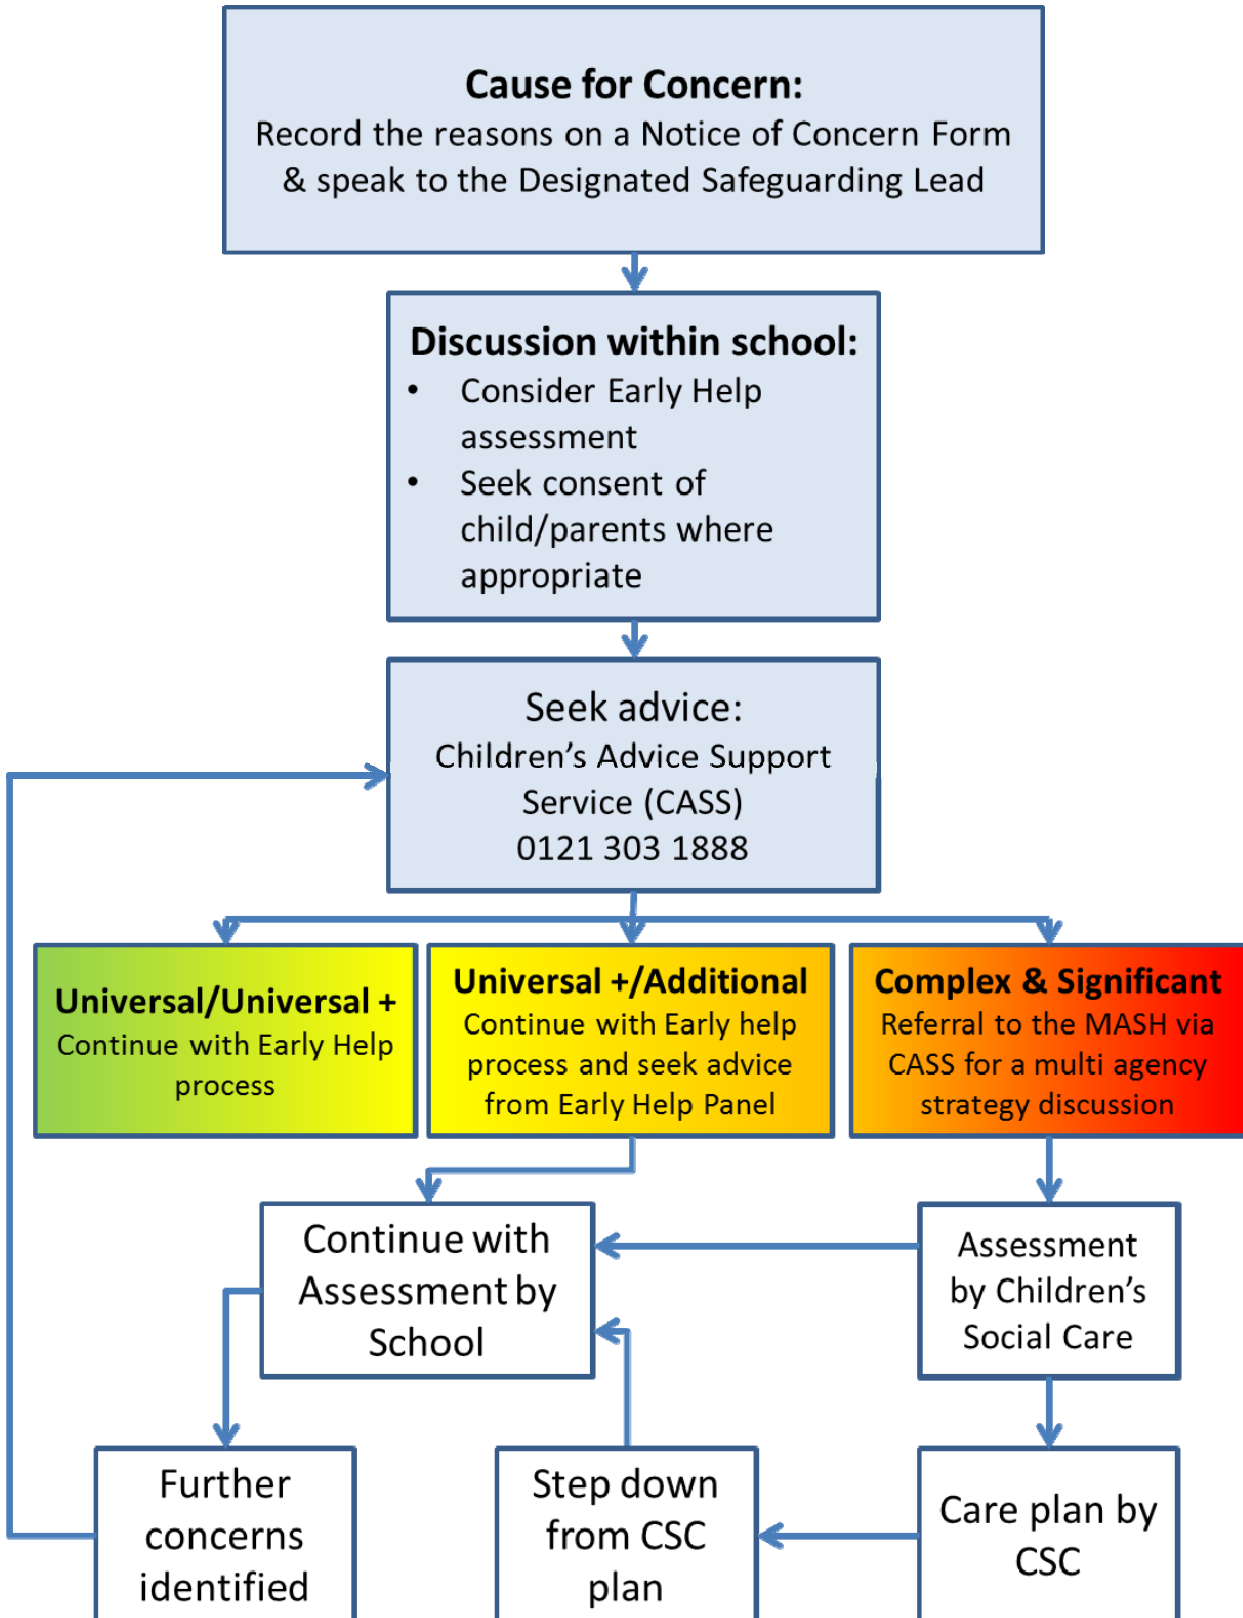 Cause for Concern:
Record the reasons on a Notice of Concern Form
& speak to the Designated Safeguarding Lead
Discussion within school:
• Consider Early Help
assessment
• Seek consent of
child/parents where
appropriate
Seek advice:
Children’s Advice Support
Service (CASS)
0121 303 1888
Universal/Universal +
Continue with Early Help
process
Universal +/Additional
Continue with Early help
process and seek advice
from Early Help Panel
Complex & Significant
Referral to the MASH via
CASS for a multi agency
strategy discussion
Continue with
Assessment by
School
Assessment
by Children’s
Social Care
Further
concerns
identified
Step down
from CSC
plan
Care plan by
CSC